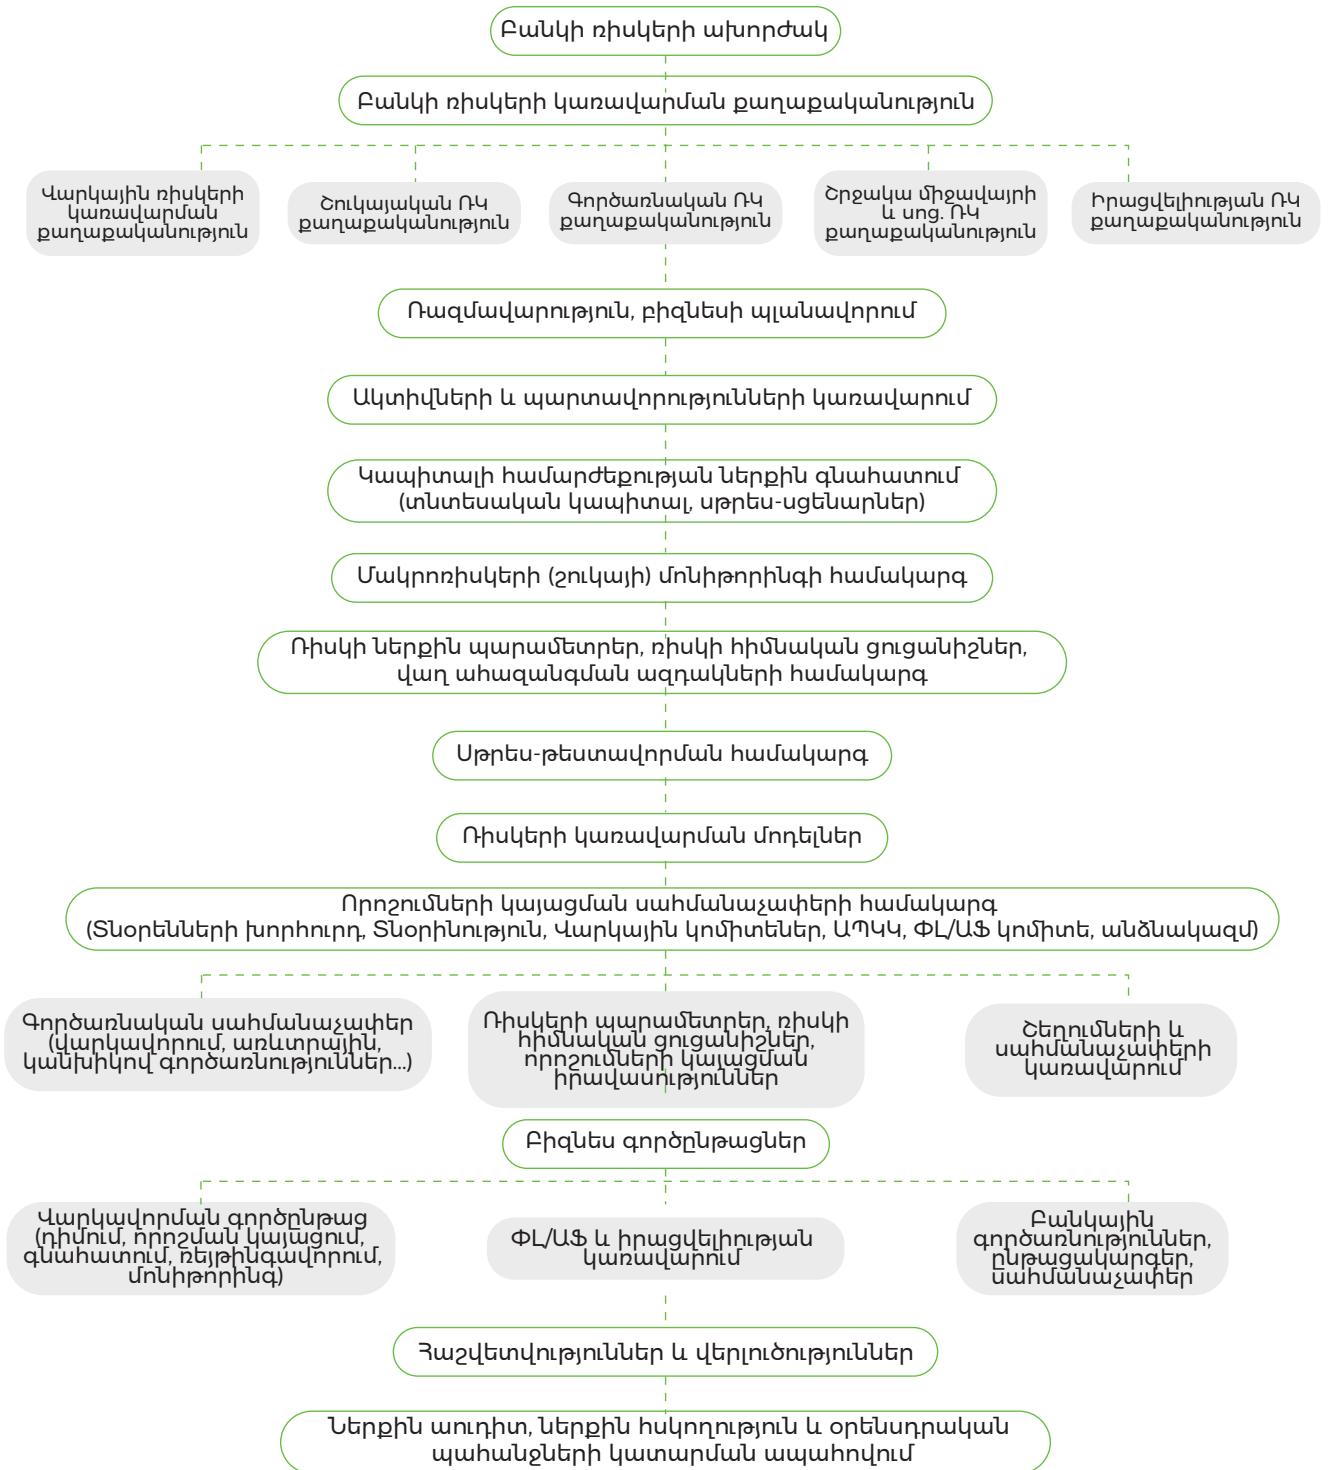 Բանկի ռիսկերի ախորժակ
Բանկի ռիսկերի կառավարման քաղաքականություն
Վարկային ռիսկերի
կառավարման
քաղաքականություն
Շուկայական ՌԿ
քաղաքականություն
Գործառնական ՌԿ
քաղաքականություն
Շրջակա միջավայրի
և սոց. ՌԿ
քաղաքականություն
Իրացվելիության ՌԿ
քաղաքականություն
Ռազմավարություն, բիզնեսի պլանավորում
Ակտիվների և պարտավորությունների կառավարում
Կապիտալի համարժեքության ներքին գնահատում
(տնտեսական կապիտալ, սթրես-սցենարներ)
Մակրոռիսկերի (շուկայի) մոնիթորինգի համակարգ
Ռիսկի ներքին պարամետրեր, ռիսկի հիմնական ցուցանիշներ,
վաղ ահազանգման ազդակների համակարգ
Սթրես-թեստավորման համակարգ
Ռիսկերի կառավարման մոդելներ
Որոշումների կայացման սահմանաչափերի համակարգ
(Տնօրենների խորհուրդ, Տնօրինություն, Վարկային կոմիտեներ, ԱՊԿԿ, ՓԼ/ԱՖ կոմիտե, անձնակազմ)
Գործառնական սահմանաչափեր
(վարկավորում, առևտրային,
կանխիկով գործառնություններ...)
Ռիսկերի պարամետրեր, ռիսկի
հիմնական ցուցանիշներ,
որոշումների կայացման
իրավասություններ
Շեղումների և
սահմանաչափերի
կառավարում
Բիզնես գործընթացներ
Վարկավորման գործընթաց
(դիմում, որոշման կայացում,
գնահատում, ռեյթինգավորում,
մոնիթորինգ)
ՓԼ/ԱՖ և իրացվելիության
կառավարում
Բանկային
գործառնություններ,
ընթացակարգեր,
սահմանաչափեր
Հաշվետվություններ և վերլուծություններ
Ներքին աուդիտ, ներքին հսկողություն և օրենսդրական
պահանջների կատարման ապահովում